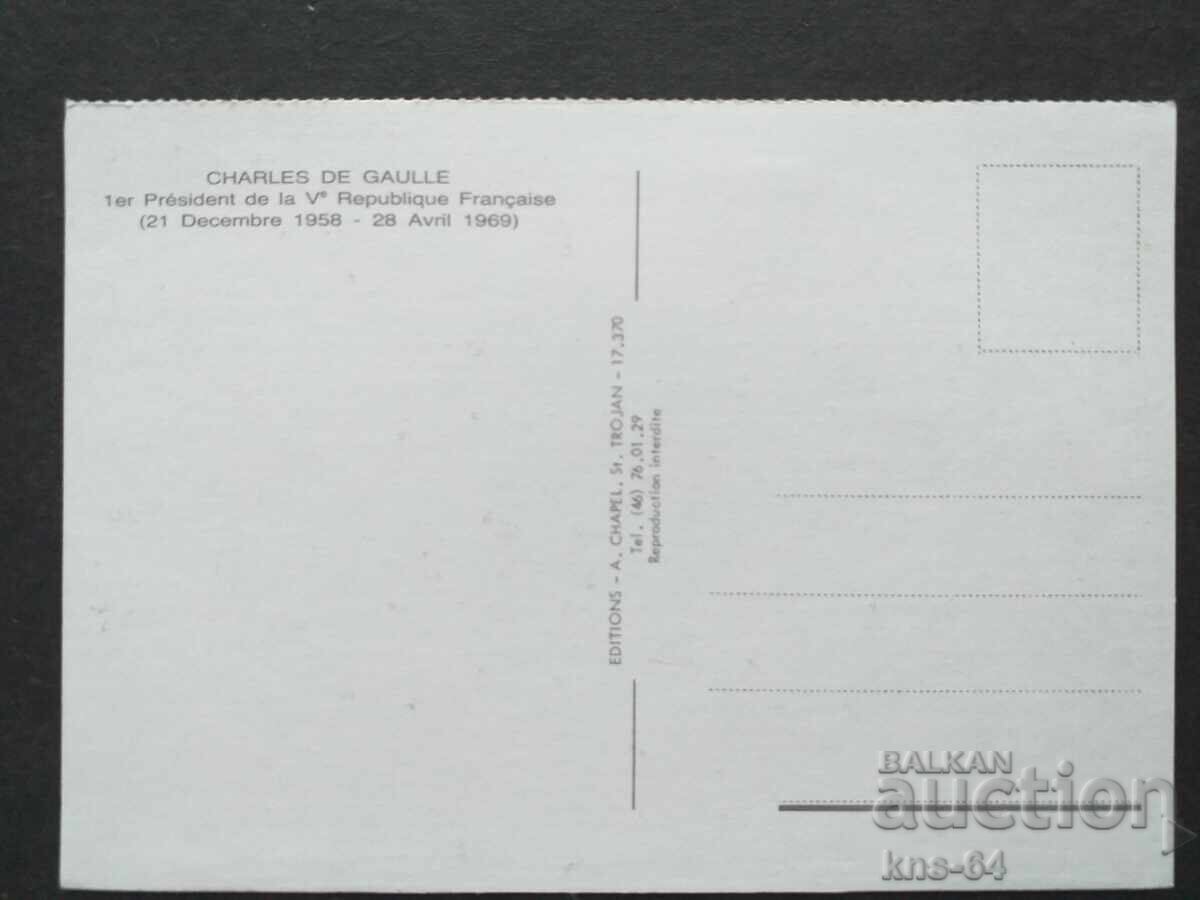 CHARLES DE GAULLE
1er Président de la Ve Republique Française
(21 Decembre 1958 - 28 Avril 1969)
EDITIONS - A. CHAPEL, St. TROJAN - 17.370
Tel. (46) 76.01.29
Reproduction interdite
BALKAN
auction
kns-64